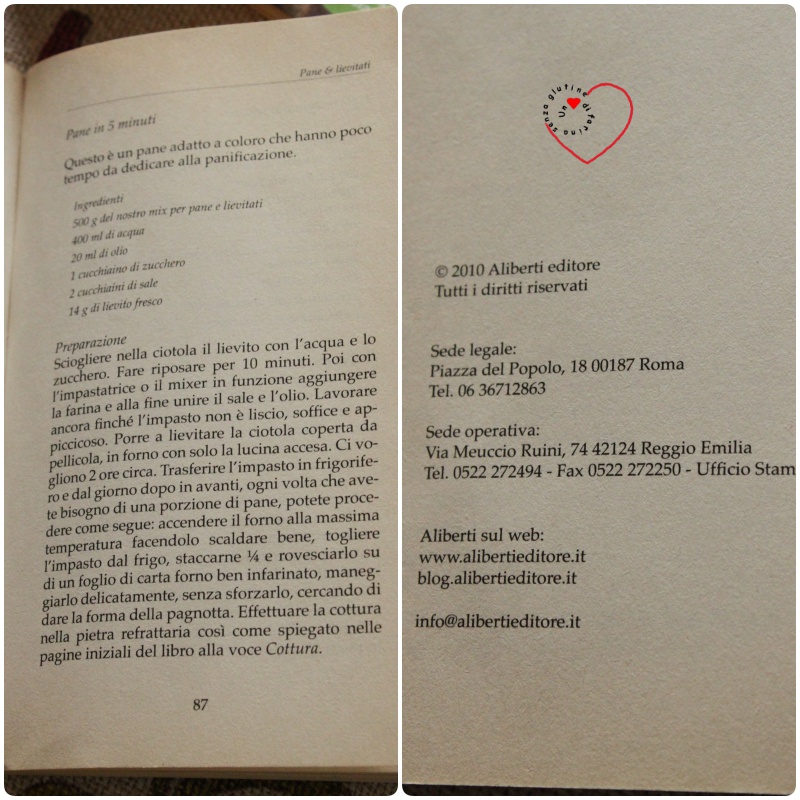 Pane & lievitati
Pane in 5 minuti
Questo è un pane adatto a coloro che hanno poco
tempo da dedicare alla panificazione.
Ingredienti
500 g del nostro mix per pane e lievitati
400 ml di acqua
20 ml di olio
1 cucchiaino di zucchero
2 cucchiaini di sale
14 g di lievito fresco
Preparazione
Sciogliere nella ciotola il lievito con l'acqua e lo
zucchero. Fare riposare per 10 minuti. Poi con
l'impastatrice o il mixer in funzione aggiungere
la farina e alla fine unire il sale e l'olio. Lavorare
ancora finché l'impasto non è liscio, soffice e ap-
piccicoso. Porre a lievitare la ciotola coperta da
pellicola, in forno con solo la lucina accesa. Ci vo-
gliono 2 ore circa. Trasferire l'impasto in frigorife-
ro e dal giorno dopo in avanti, ogni volta che ave-
te bisogno di una porzione di pane, potete proce-
dere come segue: accendere il forno alla massima
temperatura facendolo scaldare bene, togliere
l'impasto dal frigo, staccarne ¼ e rovesciarlo su
di un foglio di carta forno ben infarinato, maneg-
giarlo delicatamente, senza sforzarlo, cercando di
dare la forma della pagnotta. Effettuare la cottura
nella pietra refrattaria così come spiegato nelle
pagine iniziali del libro alla voce Cottura.
87
Un ♥ di farina senza glutine
© 2010 Aliberti editore
Tutti i diritti riservati
Sede legale:
Piazza del Popolo, 18 00187 Roma
Tel. 06 36712863
Sede operativa:
Via Meuccio Ruini, 74 42124 Reggio Emilia
Tel. 0522 272494 - Fax 0522 272250 - Ufficio Stam
Aliberti sul web:
www.alibertieditore.it
blog.alibertieditore.it
info@alibertieditore.it